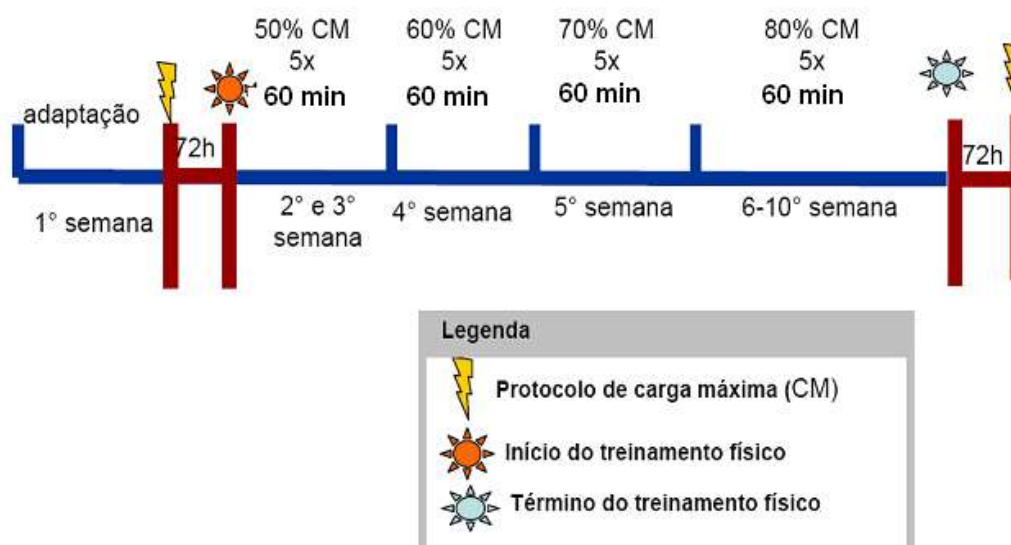 50% CM 60% CM 70% CM 80% CM
5x 5x 5x 5x
60 min 60 min 60 min 60 min
adaptação
72h 72h
1° semana 2° e 3° semana 4° semana 5° semana 6-10° semana
Legenda
Protocolo de carga máxima (CM)
Início do treinamento físico
Término do treinamento físico